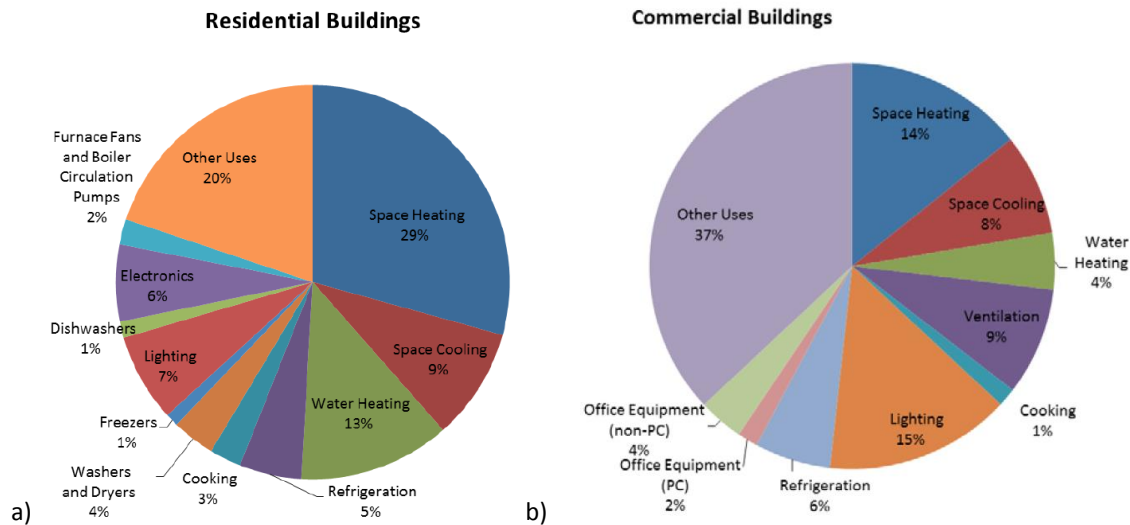 Residential Buildings
Space Heating
29%
Space Cooling
9%
Water Heating
13%
Refrigeration
5%
Cooking
3%
Washers
and Dryers
4%
Freezers
1%
Lighting
7%
Dishwashers
1%
Electronics
6%
Furnace Fans
and Boiler
Circulation
Pumps
2%
Other Uses
20%
a)
Commercial Buildings
Space Heating
14%
Space Cooling
8%
Water
Heating
4%
Ventilation
9%
Cooking
1%
Lighting
15%
Refrigeration
6%
Office Equipment
(PC)
2%
Office Equipment
(non-PC)
4%
Other Uses
37%
b)